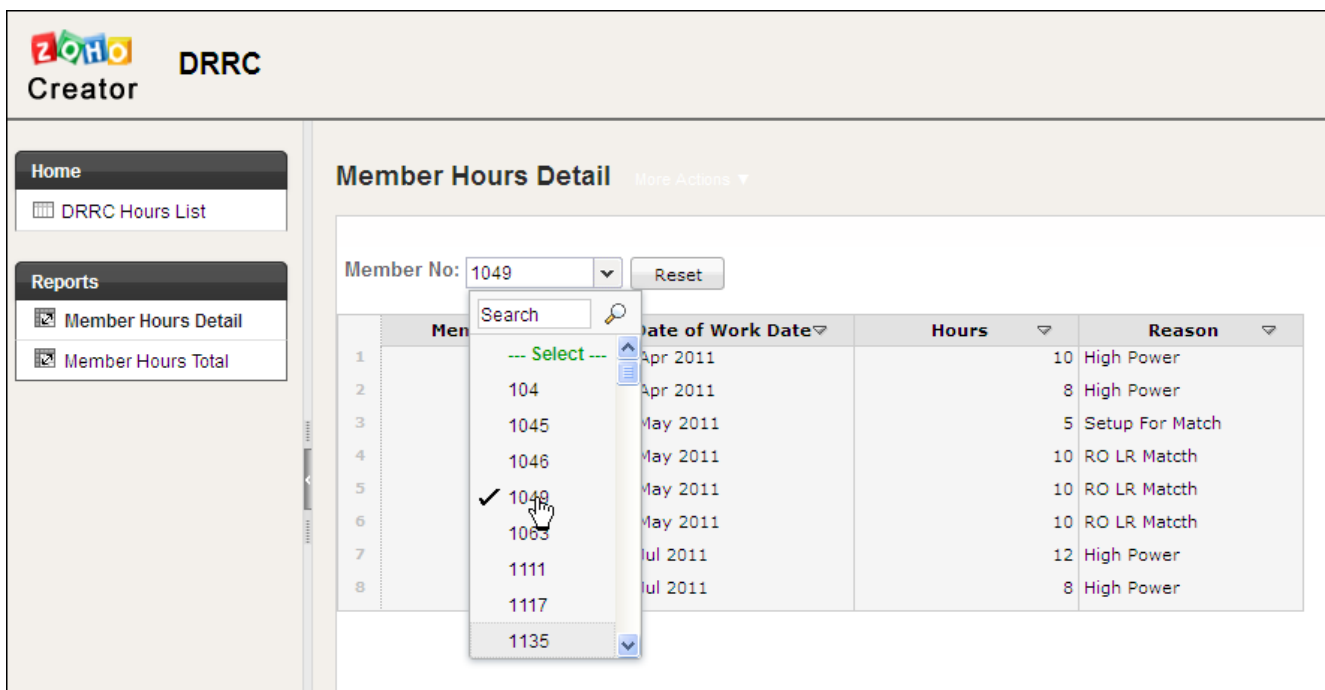 ZOHO
Creator
DRRC
Home
DRRC Hours List
Reports
Member Hours Detail
Member Hours Total
Member Hours Detail More Actions ▼
Member No: 1049 Reset
Search
--- Select ---
104
1045
1046
✓ 1049
1063
1111
1117
1135
Date of Work Date Hours Reason
1 Apr 2011 10 High Power
2 Apr 2011 8 High Power
3 May 2011 5 Setup For Match
4 May 2011 10 RO LR Matcth
5 May 2011 10 RO LR Matcth
6 May 2011 10 RO LR Matcth
7 Jul 2011 12 High Power
8 Jul 2011 8 High Power